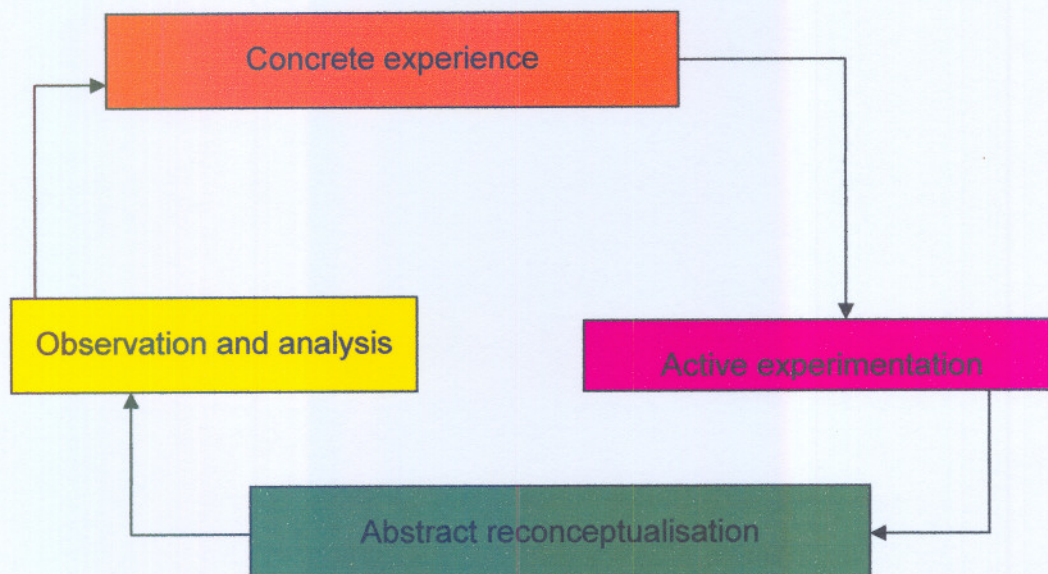 Concrete experience
Observation and analysis
Active experimentation
Abstract reconceptualisation